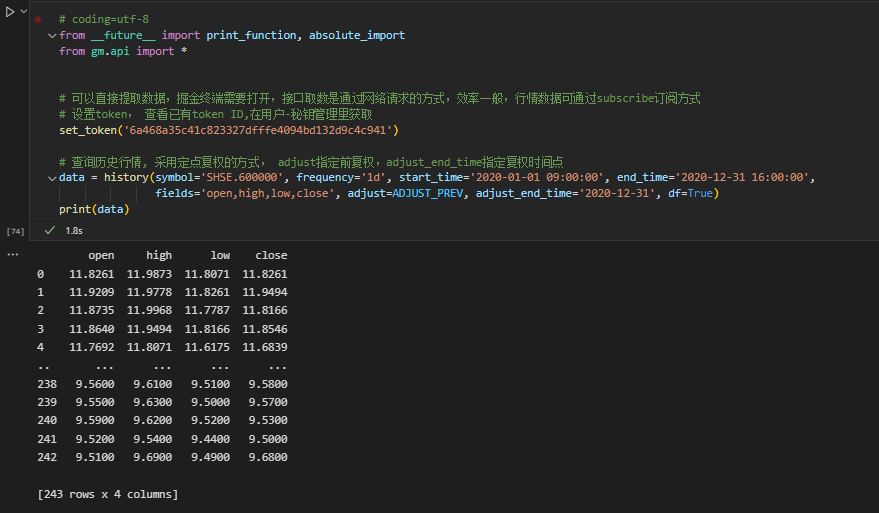 # coding=utf-8
from __future__ import print_function, absolute_import
from gm.api import *
# 可以直接提取数据，掘金终端需要打开，接口取数是通过网络请求的方式，效率一般，行情数据可通过subscribe订阅方式
# 设置token， 查看已有token ID,在用户-秘钥管理里获取
set_token('6a468a35c41c823327dfffe4094bd132d9c4c941')
# 查询历史行情, 采用定点复权的方式， adjust指定前复权，adjust_end_time指定复权时间点
data = history(symbol='SHSE.600000', frequency='1d', start_time='2020-01-01 09:00:00', end_time='2020-12-31 16:00:00',
fields='open,high,low,close', adjust=ADJUST_PREV, adjust_end_time='2020-12-31', df=True)
print(data)
[74] 1.8s
... open high low close
0 11.8261 11.9873 11.8071 11.8261
1 11.9209 11.9778 11.8261 11.9494
2 11.8735 11.9968 11.7787 11.8166
3 11.8640 11.9494 11.8166 11.8546
4 11.7692 11.8071 11.6175 11.6839
.. ... ... ... ...
238 9.5600 9.6100 9.5100 9.5800
239 9.5500 9.6300 9.5000 9.5700
240 9.5900 9.6200 9.5200 9.5300
241 9.5200 9.5400 9.4400 9.5000
242 9.5100 9.6900 9.4900 9.6800
[243 rows x 4 columns]